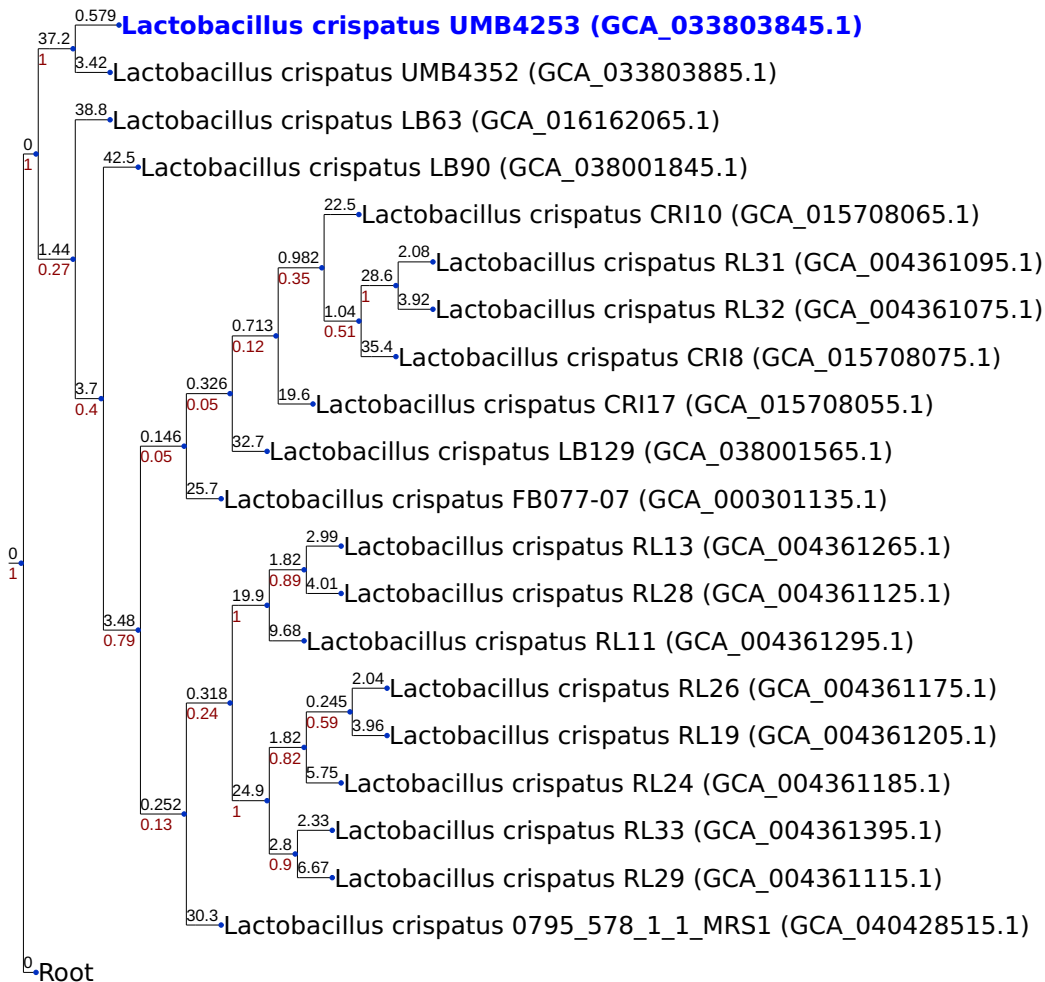 0.579
Lactobacillus crispatus UMB4253 (GCA_033803845.1)
37.2
1
3.42
Lactobacillus crispatus UMB4352 (GCA_033803885.1)
38.8
Lactobacillus crispatus LB63 (GCA_016162065.1)
0
1
42.5
Lactobacillus crispatus LB90 (GCA_038001845.1)
22.5
Lactobacillus crispatus CRI10 (GCA_015708065.1)
1.44
0.27
0.982
0.35
2.08
Lactobacillus crispatus RL31 (GCA_004361095.1)
28.6
1
3.92
Lactobacillus crispatus RL32 (GCA_004361075.1)
1.04
0.51
0.713
0.12
35.4
Lactobacillus crispatus CRI8 (GCA_015708075.1)
3.7
0.4
0.326
0.05
19.6
Lactobacillus crispatus CRI17 (GCA_015708055.1)
0.146
0.05
32.7
Lactobacillus crispatus LB129 (GCA_038001565.1)
25.7
Lactobacillus crispatus FB077-07 (GCA_000301135.1)
0
1
2.99
Lactobacillus crispatus RL13 (GCA_004361265.1)
1.82
0.89
4.01
Lactobacillus crispatus RL28 (GCA_004361125.1)
19.9
1
3.48
0.79
9.68
Lactobacillus crispatus RL11 (GCA_004361295.1)
0.318
0.24
2.04
Lactobacillus crispatus RL26 (GCA_004361175.1)
0.245
0.59
3.96
Lactobacillus crispatus RL19 (GCA_004361205.1)
1.82
0.82
5.75
Lactobacillus crispatus RL24 (GCA_004361185.1)
24.9
1
0.252
0.13
2.33
Lactobacillus crispatus RL33 (GCA_004361395.1)
2.8
0.9
6.67
Lactobacillus crispatus RL29 (GCA_004361115.1)
30.3
Lactobacillus crispatus 0795_578_1_1_MRS1 (GCA_040428515.1)
0
Root